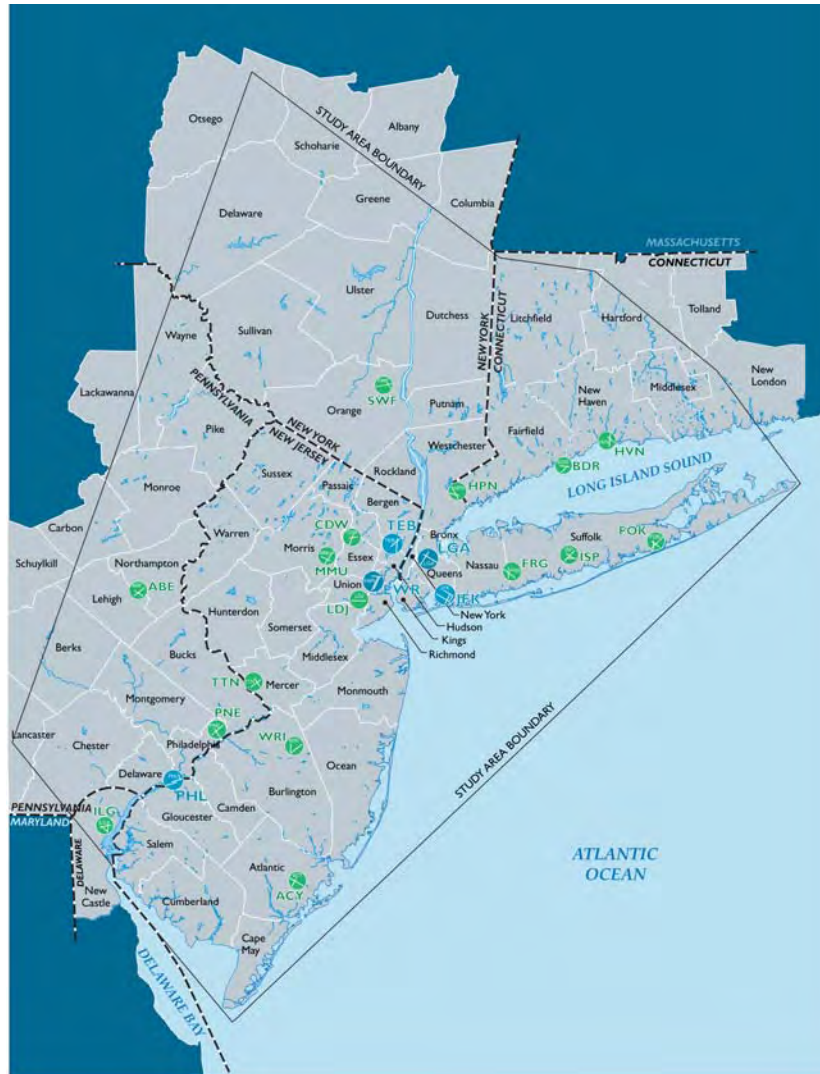 Otsego
Albany
Schoharie
STUDY AREA BOUNDARY
Greene
Columbia
Delaware
MASSACHUSETTS
CONNECTICUT
Ulster
NEW YORK
CONNECTICUT
Dutchess
Litchfield
Hartford
Tolland
Wayne
Sullivan
New
London
Middlesex
New
Haven
Lackawanna
SWF
Orange
Putnam
PENNSYLVANIA
NEW YORK
NEW JERSEY
Pike
Fairfield
Westchester
HVN
Rockland
BDR
LONG ISLAND SOUND
Sussex
Passaic
Bergen
HPN
Monroe
Carbon
Warren
CDW
TEB
Bronx
LGA
Suffolk
FOK
Morris
Essex
MMU
Schuylkill
Northampton
ISP
Nassau
FRG
Queens
ABE
Lehigh
Union
EWR
JFK
LDJ
Hunterdon
New York
Hudson
Kings
Richmond
Somerset
Middlesex
Berks
Bucks
TTN
Mercer
Monmouth
Montgomery
PNE
Lancaster
Chester
Philadelphia
WRI
Ocean
STUDY AREA BOUNDARY
Delaware
PHL
Burlington
Camden
PENNSYLVANIA
MARYLAND
ILG
Gloucester
Salem
ATLANTIC
OCEAN
DELAWARE
Atlantic
ACY
New
Castle
Cumberland
Cape
May
DELAWARE BAY